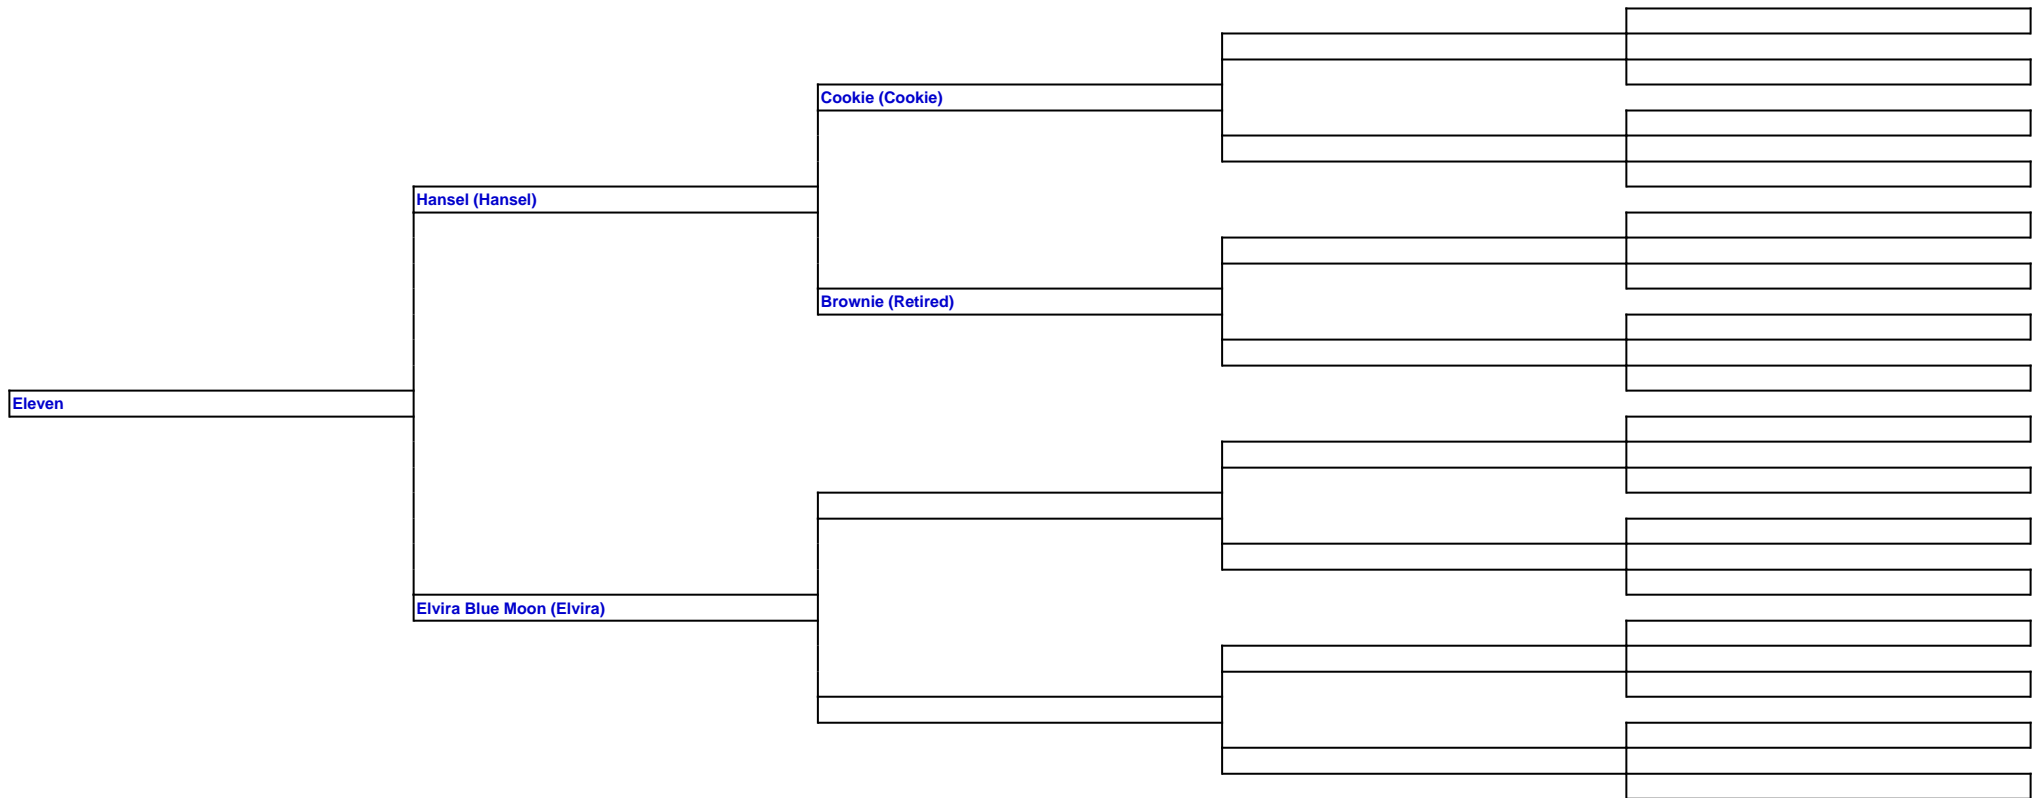 Cookie (Cookie)
Hansel (Hansel)
Brownie (Retired)
Eleven
Elvira Blue Moon (Elvira)